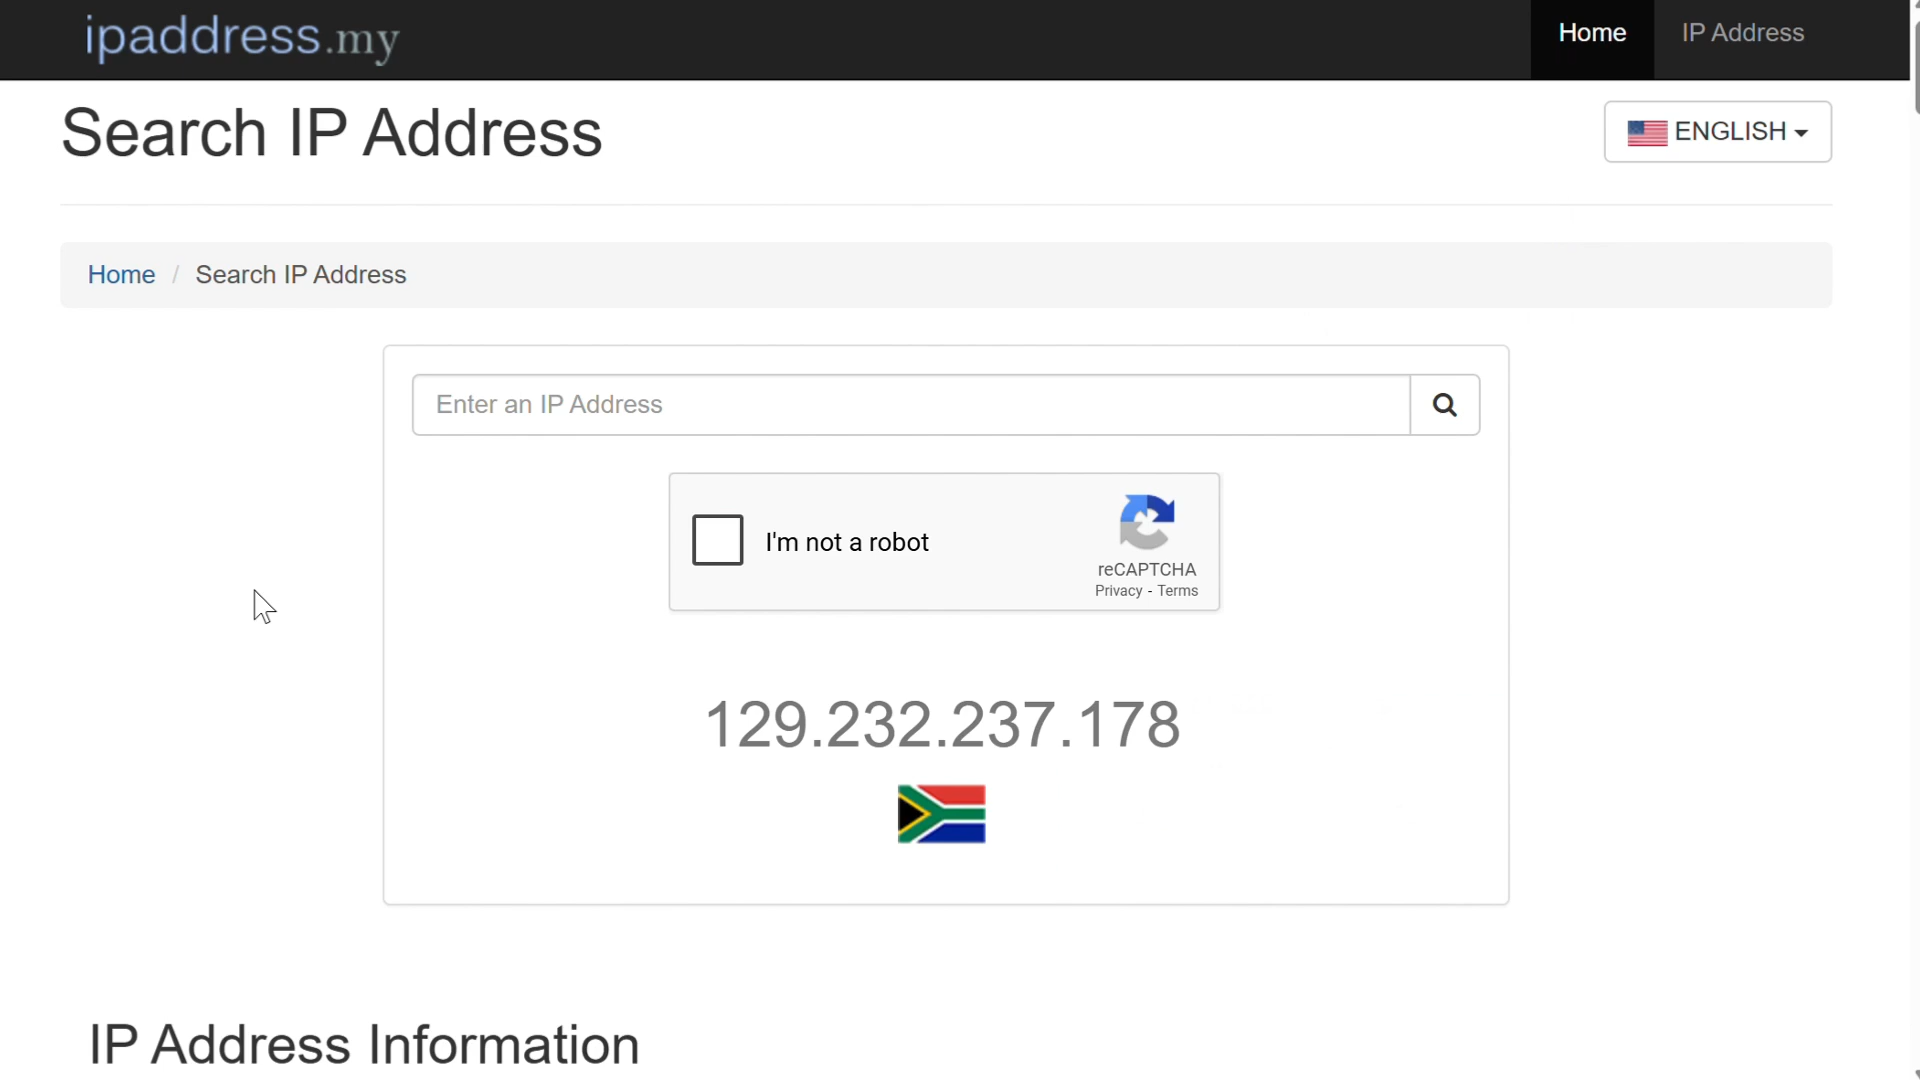 ipaddress.my
Home IP Address
Search IP Address
ENGLISH
Home / Search IP Address
Enter an IP Address
I'm not a robot
reCAPTCHA
Privacy - Terms
129.232.237.178
IP Address Information